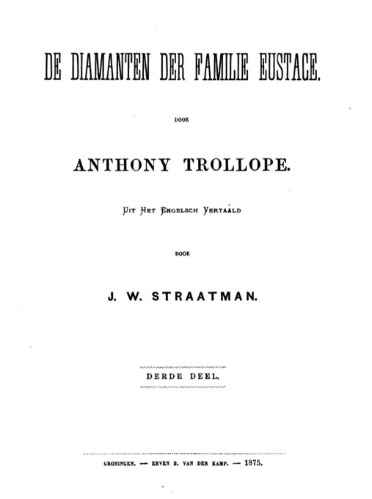 DE DIAMANTEN DER FAMILIE EUSTACE.
DOOR
ANTHONY TROLLOPE.
UIT HET ENGELSCH VERTAALD
DOOR
J. W. STRAATMAN.
DERDE DEEL.
GRONINGEN. — ERVEN B. VAN DER KAMP. — 1875.